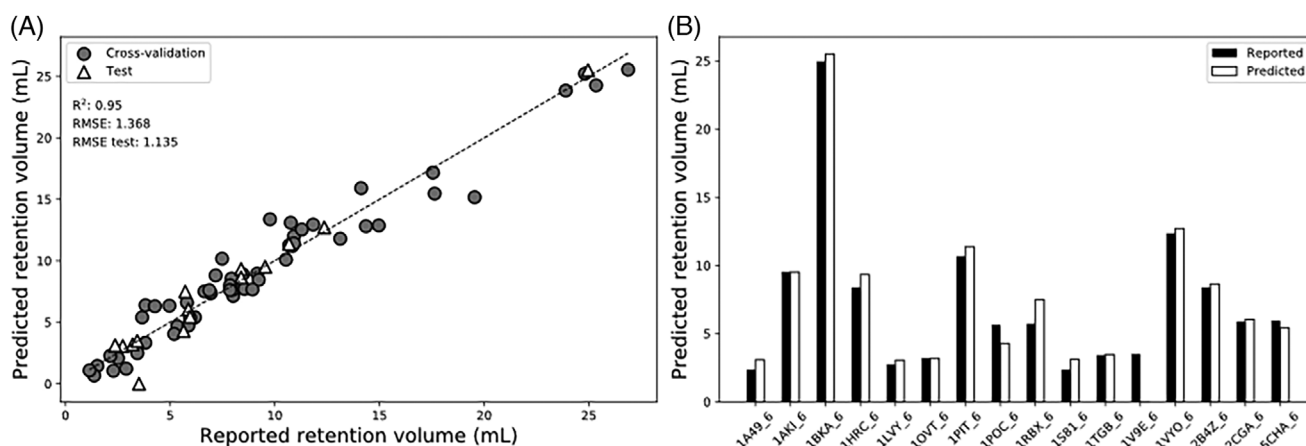 (A)
Predicted retention volume (mL)
25
20
15
10
5
0
Cross-validation
Test
R²: 0.95
RMSE: 1.368
RMSE test: 1.135
0 5 10 15 20 25
Reported retention volume (mL)
(B)
Predicted retention volume (mL)
25
20
15
10
5
0
Reported
Predicted
1A49_6
1AKI_6
1BKA_6
1HRC_6
1LVY_6
1OVT_6
1PIT_6
1POC_6
1RBX_6
1S81_6
1TGB_6
1V9E_6
1VYO_6
2B4Z_6
2CGA_6
5CHA_6